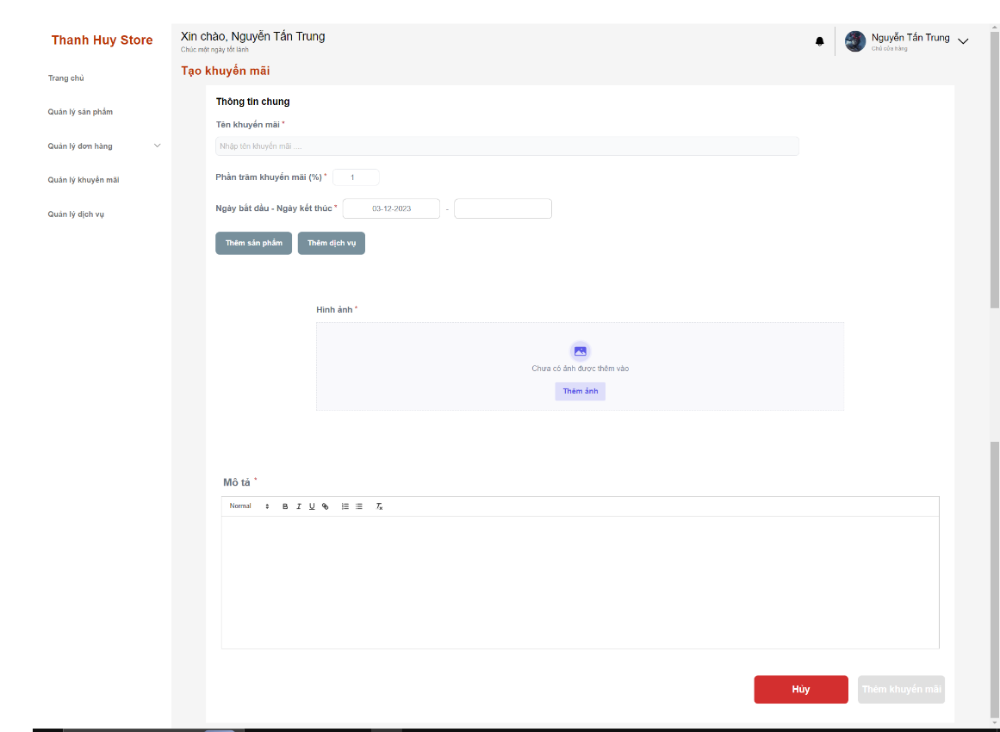 Thanh Huy Store
Trang chủ
Quản lý sản phẩm
Quản lý đơn hàng
Quản lý khuyến mãi
Quản lý dịch vụ
Xin chào, Nguyễn Tấn Trung
Chúc một ngày tốt lành
Nguyễn Tấn Trung
Chủ cửa hàng
Tạo khuyến mãi
Thông tin chung
Tên khuyến mãi *
Nhập tên khuyến mãi ....
Phần trăm khuyến mãi (%) * 1
Ngày bắt đầu - Ngày kết thúc * 03-12-2023 -
Thêm sản phẩm Thêm dịch vụ
Hình ảnh *
Chưa có ảnh được thêm vào
Thêm ảnh
Mô tả *
Normal B I U
Hủy Thêm khuyến mãi